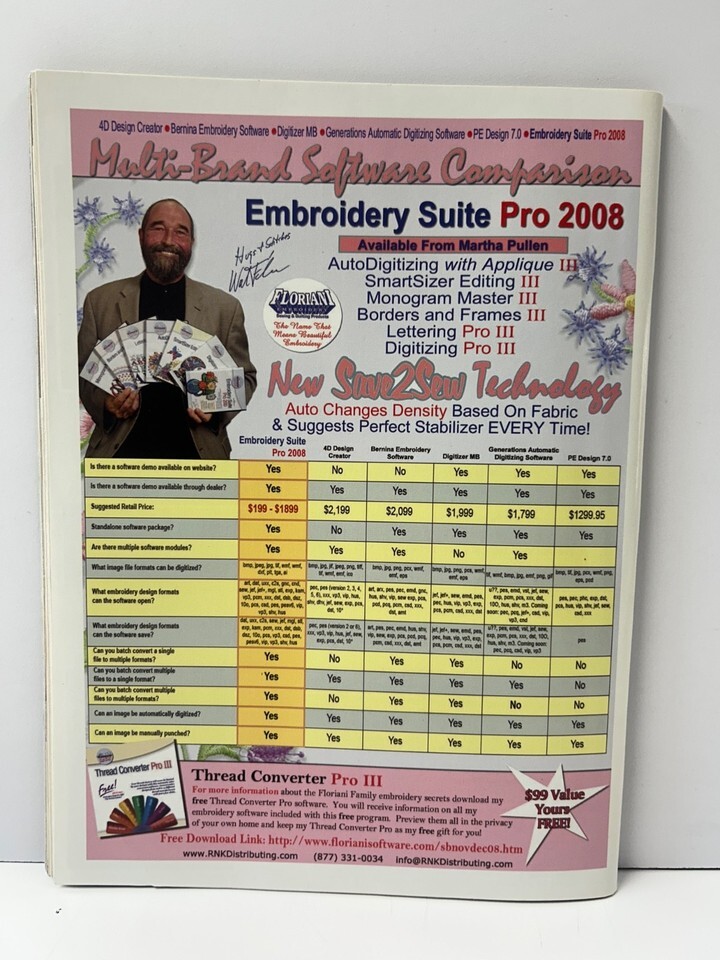 4D Design Creator • Bernina Embroidery Software • Digitizer MB • Generations Automatic Digitizing Software • PE Design 7.0 • Embroidery Suite Pro 2008
Multi-Brand Software Comparison
Embroidery Suite Pro 2008
Available From Martha Pullen
AutoDigitizing with Applique III
SmartSizer Editing III
Monogram Master III
Borders and Frames III
Lettering Pro III
Digitizing Pro III
Hugs & Stitches
FLORIANI
EMBROIDERY
The Name That
Means Beautiful
Embroidery
New Save2Sew Technology
Auto Changes Density Based On Fabric
& Suggests Perfect Stabilizer EVERY Time!
Embroidery Suite Pro 2008 4D Design Creator Bernina Embroidery Software Digitizer MB Generations Automatic Digitizing Software PE Design 7.0
Is there a software demo available on website? Yes No No Yes Yes Yes
Is there a software demo available through dealer? Yes Yes Yes Yes Yes Yes
Suggested Retail Price: $199 - $1899 $2,199 $2,099 $1,999 $1,799 $1299.95
Standalone software package? Yes No Yes Yes Yes Yes
Are there multiple software modules? Yes Yes Yes No Yes .
What image file formats can be digitized?
What embroidery design formats
can the software open?
What embroidery design formats
can the software save? pes
Can you batch convert a single
file to multiple formats? Yes No Yes Yes No No
Can you batch convert multiple
files to a single format? Yes Yes Yes Yes Yes No
Can you batch convert multiple
files to multiple formats? Yes No Yes Yes No No
Can an image be automatically digitized? Yes Yes Yes Yes Yes Yes
Can an image be manually punched? Yes Yes Yes Yes Yes Yes
Thread Converter Pro III
Free!
Thread Converter Pro III
For more information about the Floriani Family embroidery secrets download my
free Thread Converter Pro software. You will receive information on all my
embroidery software included with this free program. Preview them all in the privacy
of your own home and keep my Thread Converter Pro as my free gift for you!
$99 Value
Yours
FREE!
Free Download Link: http://www.florianisoftware.com/sbnovdec08.htm
www.RNKDistributing.com (877) 331-0034 info@RNKDistributing.com